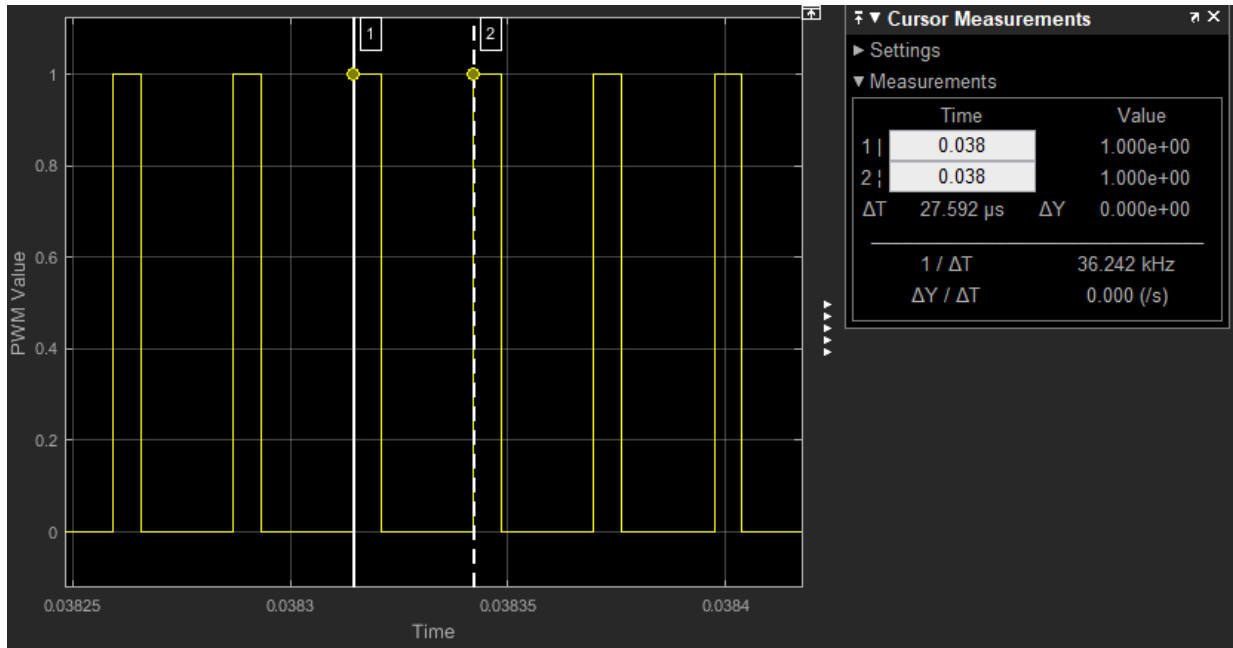 1
2
1
0.8
0.6
0.4
0.2
0
PWM Value
0.03825
0.0383
0.03835
0.0384
Time
Cursor Measurements
Settings
Measurements
Time Value
1 | 0.038 1.000e+00
2 ¦ 0.038 1.000e+00
ΔT 27.592 µs ΔY 0.000e+00
1 / ΔT 36.242 kHz
ΔY / ΔT 0.000 (/s)